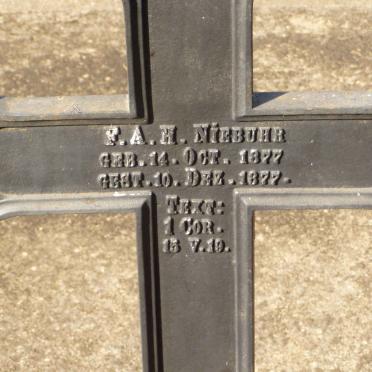 F.A.H. NIEBUHR
GEB. 14. OCT. 1877
GEST. 10. DEZ. 1877.
TEXT:
1 COR.
15 V. 19.